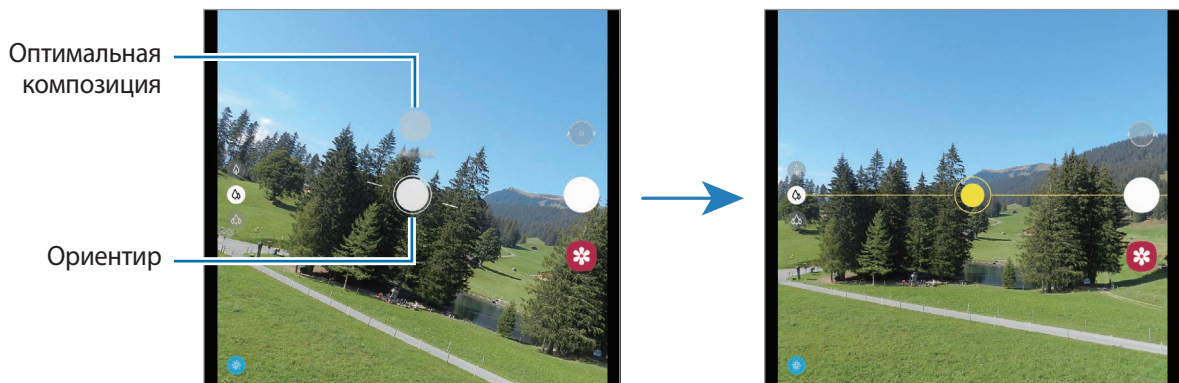 Оптимальная
композиция
Ориентир